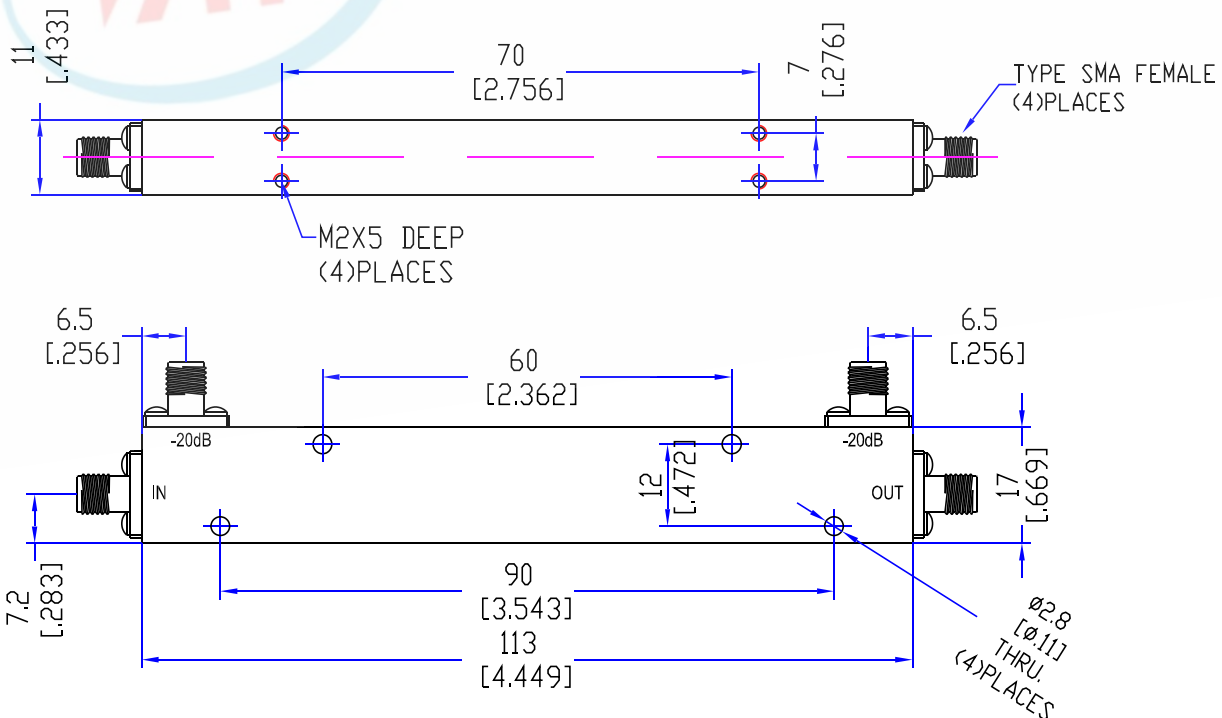 11
[.433]
70
[2.756]
7
[.276]
TYPE SMA FEMALE
(4)PLACES
M2X5 DEEP
(4)PLACES
6.5
[.256]
60
[2.362]
6.5
[.256]
-20dB
-20dB
IN
12
[.472]
OUT
17
[.669]
7.2
[.283]
90
[3.543]
113
[4.449]
Ø2.8
[Ø.11]
THRU.
(4)PLACES